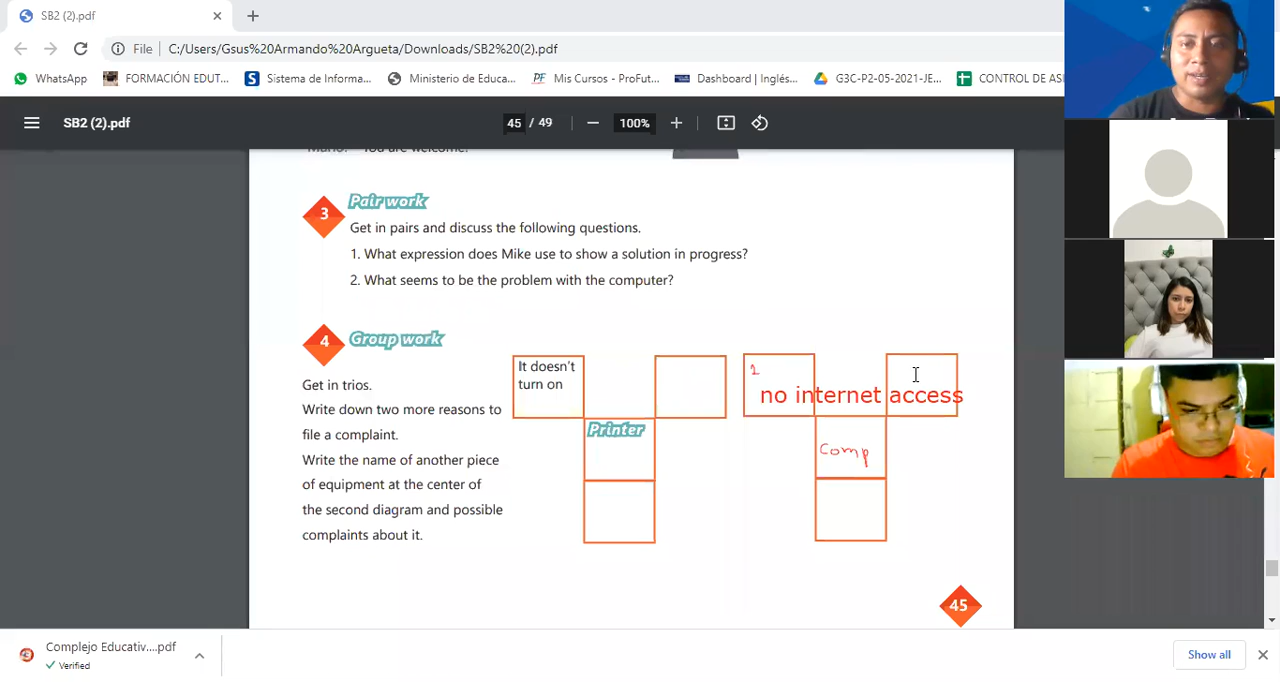 SB2 (2).pdf
File C:/Users/Gsus%20Armando%20Argueta/Downloads/SB2%20(2).pdf
WhatsApp FORMACIÓN EDUT... Sistema de Informa... Ministerio de Educa... PF Mis Cursos - ProFut... Dashboard | Inglés... G3C-P2-05-2021-JE... CONTROL DE ASI
SB2 (2).pdf 45 / 49 100%
Mario: You are welcome.
3 Pair work
Get in pairs and discuss the following questions.
1. What expression does Mike use to show a solution in progress?
2. What seems to be the problem with the computer?
4 Group work
Get in trios.
Write down two more reasons to
file a complaint.
Write the name of another piece
of equipment at the center of
the second diagram and possible
complaints about it.
It doesn't
turn on
Printer
1
no internet access
Comp
45
Complejo Educativ....pdf
Verified
Show all